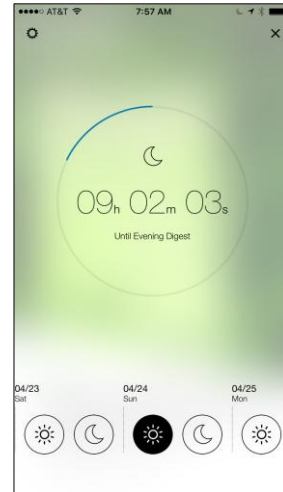 AT&T 7:57 AM
09h 02m 03s
Until Evening Digest
04/23 04/24 04/25
Sat Sun Mon